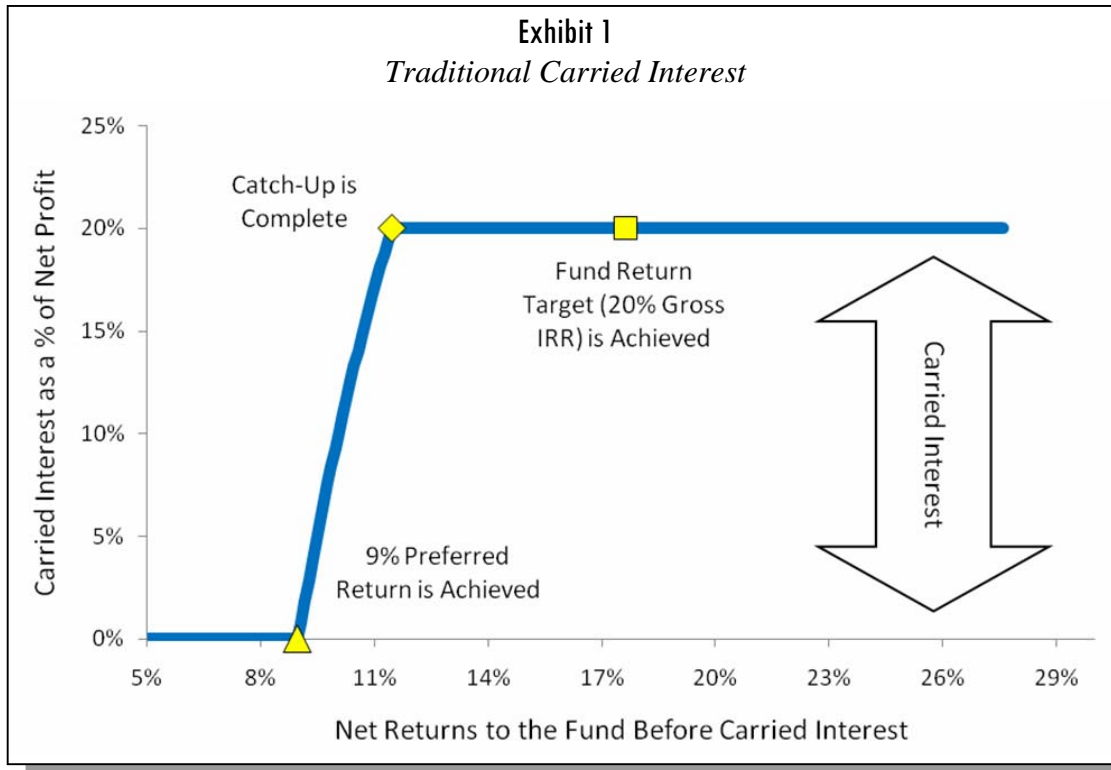 Exhibit 1
Traditional Carried Interest
Carried Interest as a % of Net Profit
25%
20%
15%
10%
5%
0%
Catch-Up is
Complete
Fund Return
Target (20% Gross
IRR) is Achieved
9% Preferred
Return is Achieved
Carried Interest
5%
8%
11%
14%
17%
20%
23%
26%
29%
Net Returns to the Fund Before Carried Interest